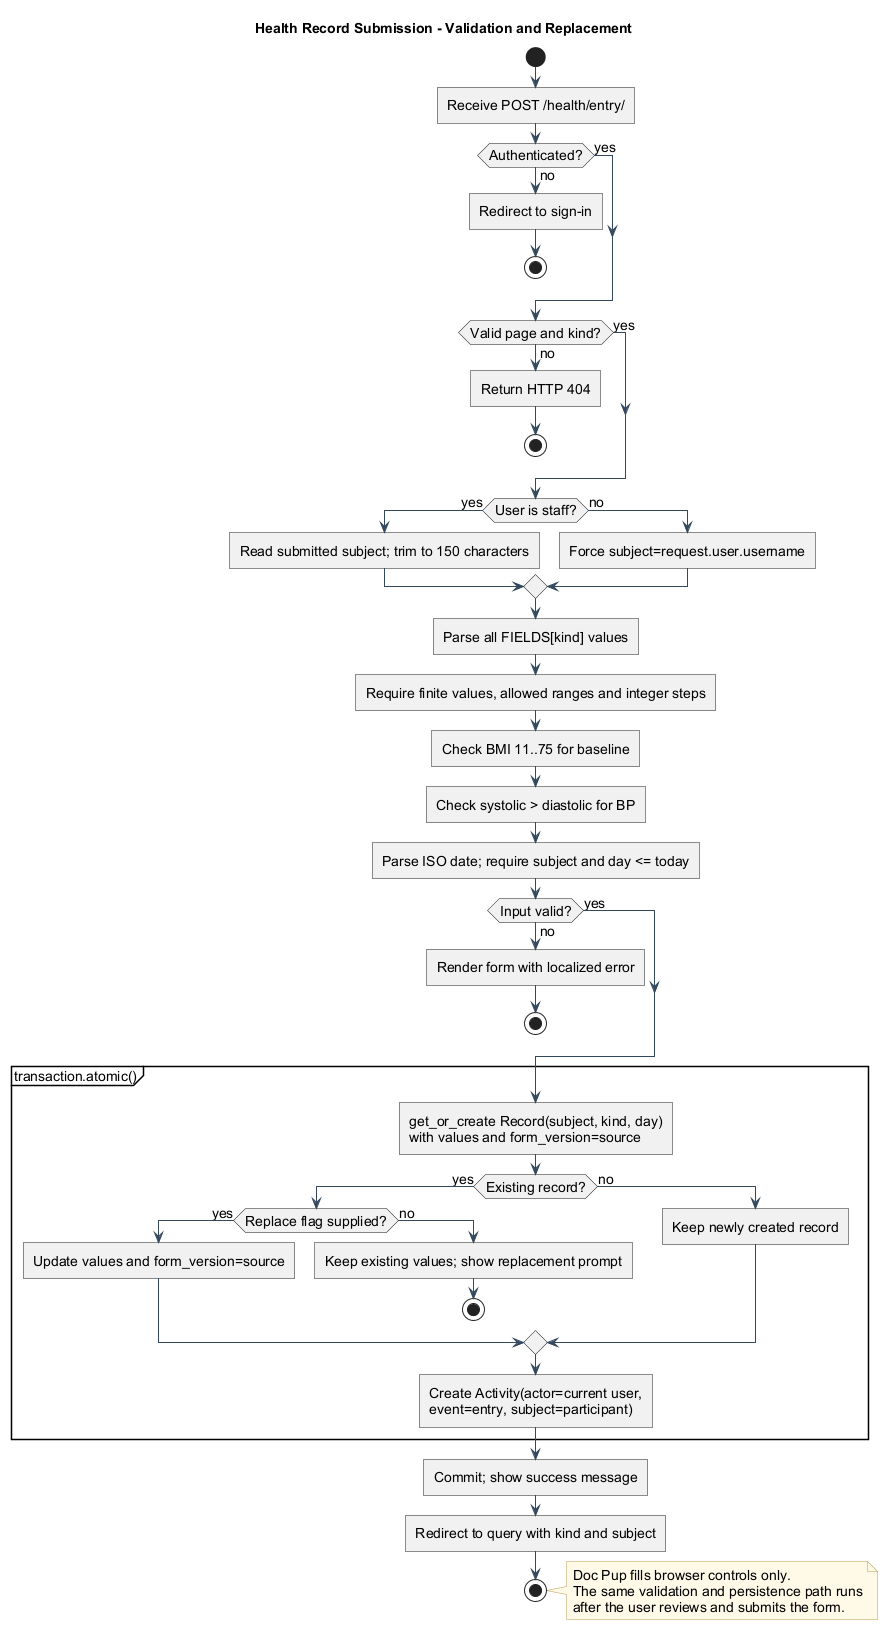 Health Record Submission - Validation and Replacement
Receive POST /health/entry/
Authenticated?
yes
no
Redirect to sign-in
Valid page and kind?
yes
no
Return HTTP 404
yes
User is staff?
no
Read submitted subject; trim to 150 characters
Force subject=request.user.username
Parse all FIELDS[kind] values
Require finite values, allowed ranges and integer steps
Check BMI 11..75 for baseline
Check systolic > diastolic for BP
Parse ISO date; require subject and day <= today
Input valid?
yes
no
Render form with localized error
transaction.atomic()
get_or_create Record(subject, kind, day)
with values and form_version=source
yes
Existing record?
no
yes
Replace flag supplied?
no
Keep newly created record
Update values and form_version=source
Keep existing values; show replacement prompt
Create Activity(actor=current user,
event=entry, subject=participant)
Commit; show success message
Redirect to query with kind and subject
Doc Pup fills browser controls only.
The same validation and persistence path runs
after the user reviews and submits the form.